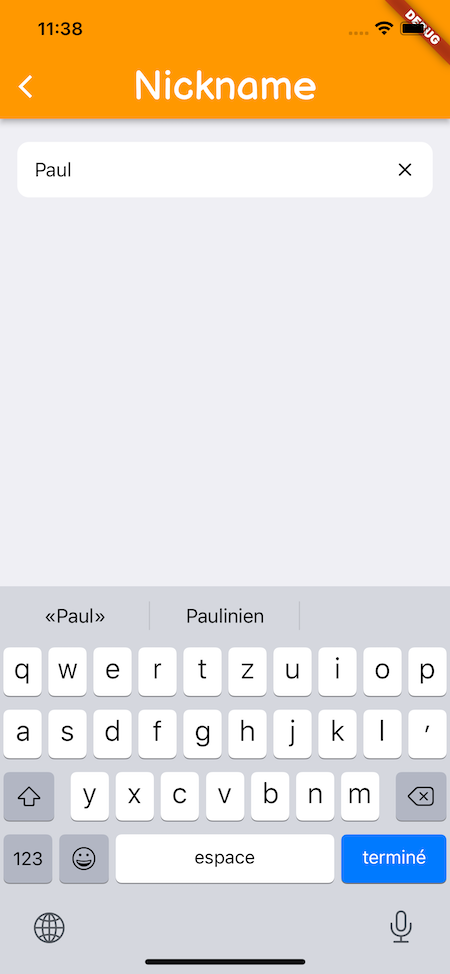 11:38
DEBUG
Nickname
Paul
«Paul» Paulinien
q w e r t z u i o p
a s d f g h j k l ′
y x c v b n m
123 espace terminé